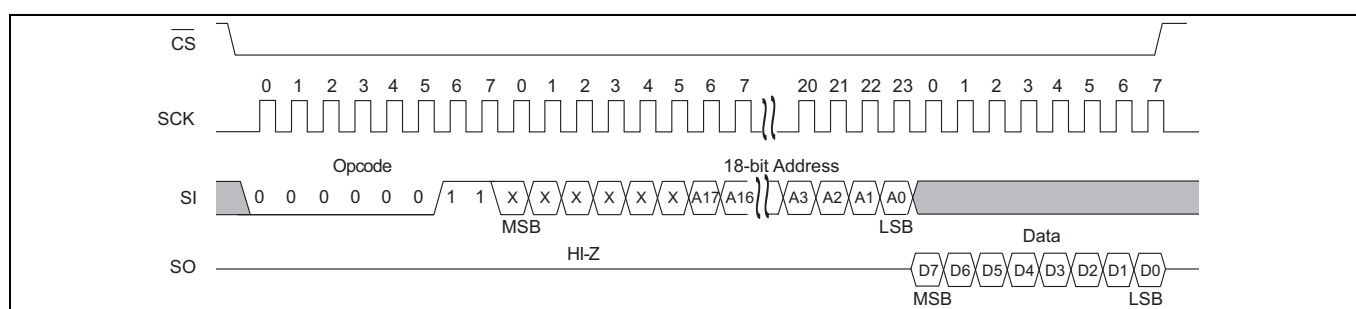 CS
0 1 2 3 4 5 6 7 0 1 2 3 4 5 6 7 20 21 22 23 0 1 2 3 4 5 6 7
SCK
Opcode 18-bit Address
SI 0 0 0 0 0 0 1 1 X X X X X X A17 A16 A3 A2 A1 A0
MSB LSB
HI-Z Data
SO D7 D6 D5 D4 D3 D2 D1 D0
MSB LSB